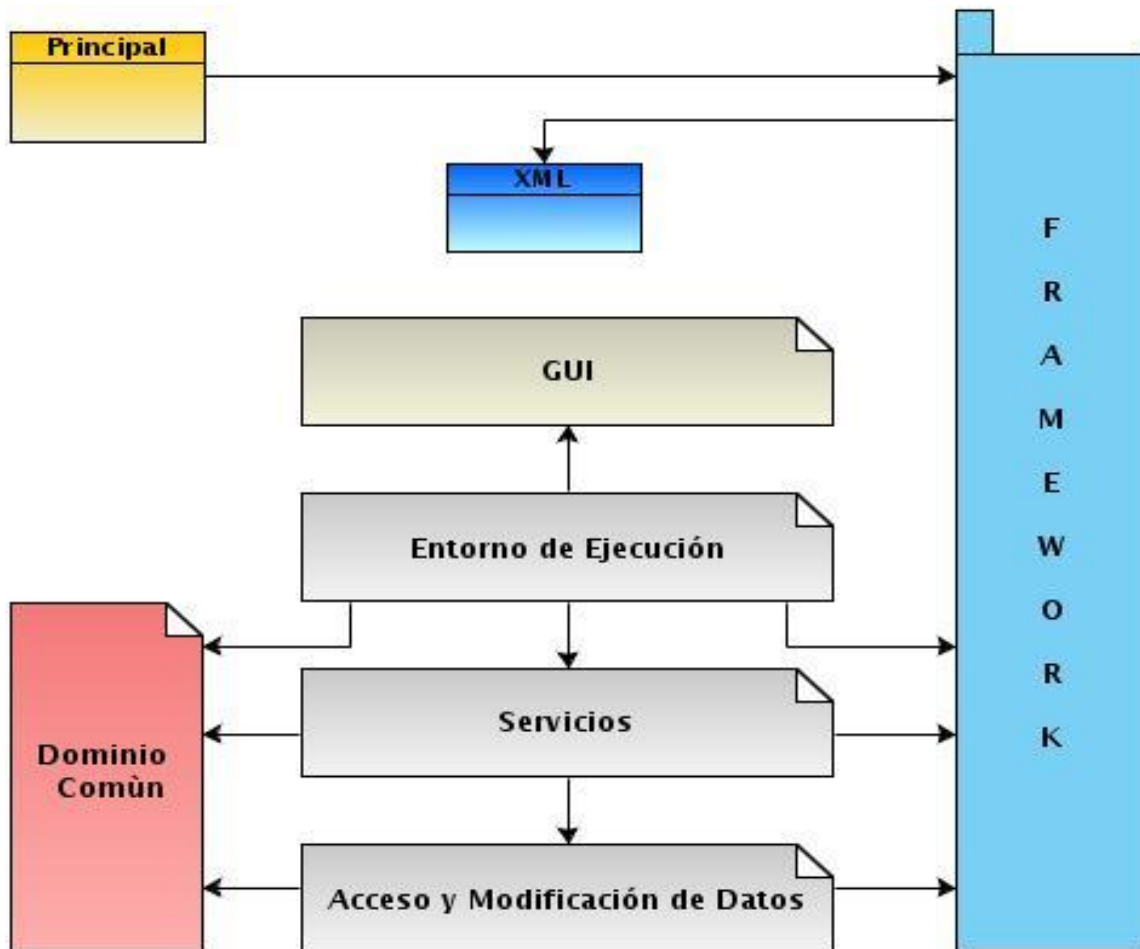 Principal
XML
GUI
Entorno de Ejecución
Servicios
Dominio
Comùn
Acceso y Modificación de Datos
F
R
A
M
E
W
O
R
K